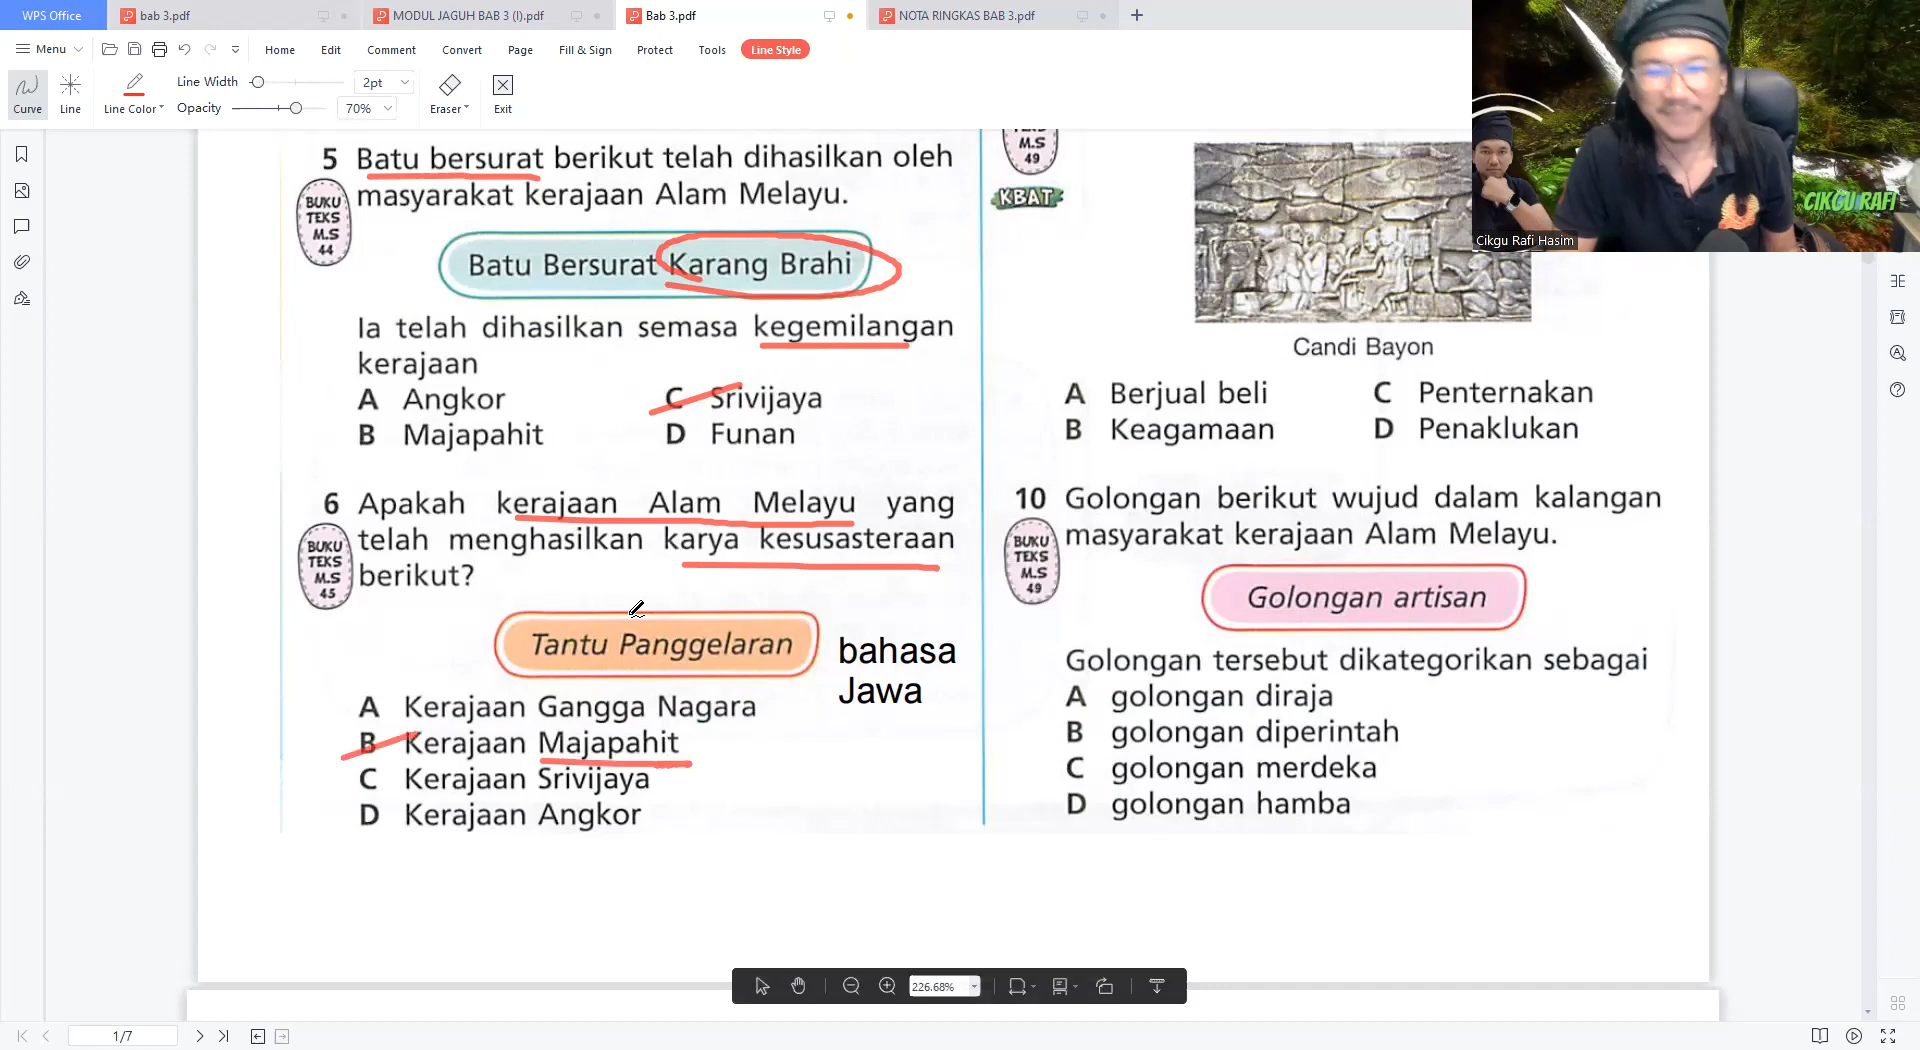 WPS Office
bab 3.pdf
MODUL JAGUH BAB 3 (I).pdf
Bab 3.pdf
NOTA RINGKAS BAB 3.pdf
Menu
Home
Edit
Comment
Convert
Page
Fill & Sign
Protect
Tools
Line Style
Curve
Line
Line Color
Line Width
2pt
Opacity
70%
Eraser
Exit
5 Batu bersurat berikut telah dihasilkan oleh
masyarakat kerajaan Alam Melayu.
BUKU
TEKS
M.S
44
Batu Bersurat Karang Brahi
Ia telah dihasilkan semasa kegemilangan
kerajaan
A Angkor
C Srivijaya
B Majapahit
D Funan
6 Apakah kerajaan Alam Melayu yang
telah menghasilkan karya kesusasteraan
berikut?
BUKU
TEKS
M.S
45
Tantu Panggelaran
bahasa
Jawa
A Kerajaan Gangga Nagara
B Kerajaan Majapahit
C Kerajaan Srivijaya
D Kerajaan Angkor
M.S
49
KBAT
Candi Bayon
A Berjual beli
C Penternakan
B Keagamaan
D Penaklukan
10 Golongan berikut wujud dalam kalangan
masyarakat kerajaan Alam Melayu.
BUKU
TEKS
M.S
49
Golongan artisan
Golongan tersebut dikategorikan sebagai
A golongan diraja
B golongan diperintah
C golongan merdeka
D golongan hamba
CIKGU RAFI
Cikgu Rafi Hasim
226.68%
1/7